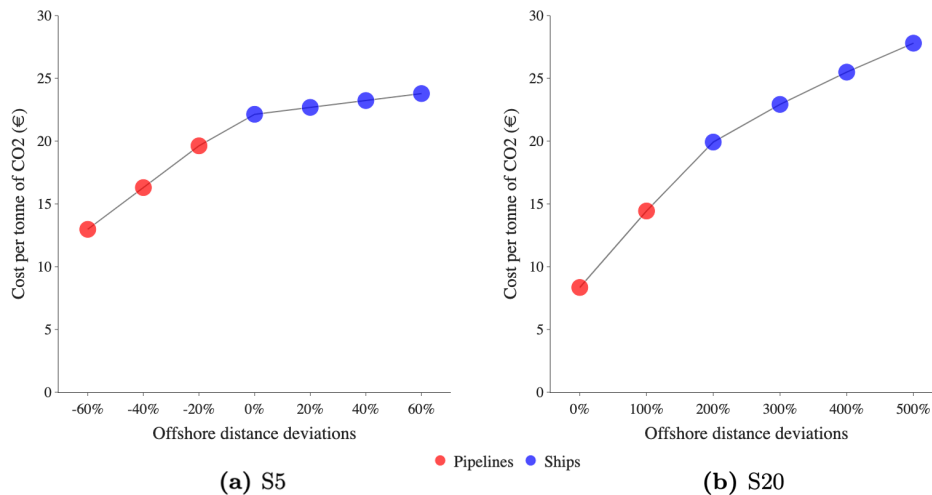 30
25
20
15
10
5
0
Cost per tonne of CO2 (€)
-60% -40% -20% 0% 20% 40% 60%
Offshore distance deviations
30
25
20
15
10
5
0
Cost per tonne of CO2 (€)
0% 100% 200% 300% 400% 500%
Offshore distance deviations
Pipelines Ships
(a) S5
(b) S20